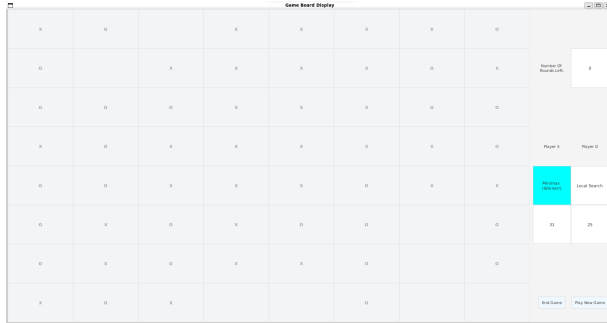 Game Board Display
X O X X X X O
O X X X X O X
O O O X X X O O
X O X X X X X O
O O X X X O X X
O X O X O O O
O X O X X O O
X O X O
Number Of
Rounds Left:
0
Player X Player O
Minimax
(Winner!)
Local Search
31 25
End Game Play New Game